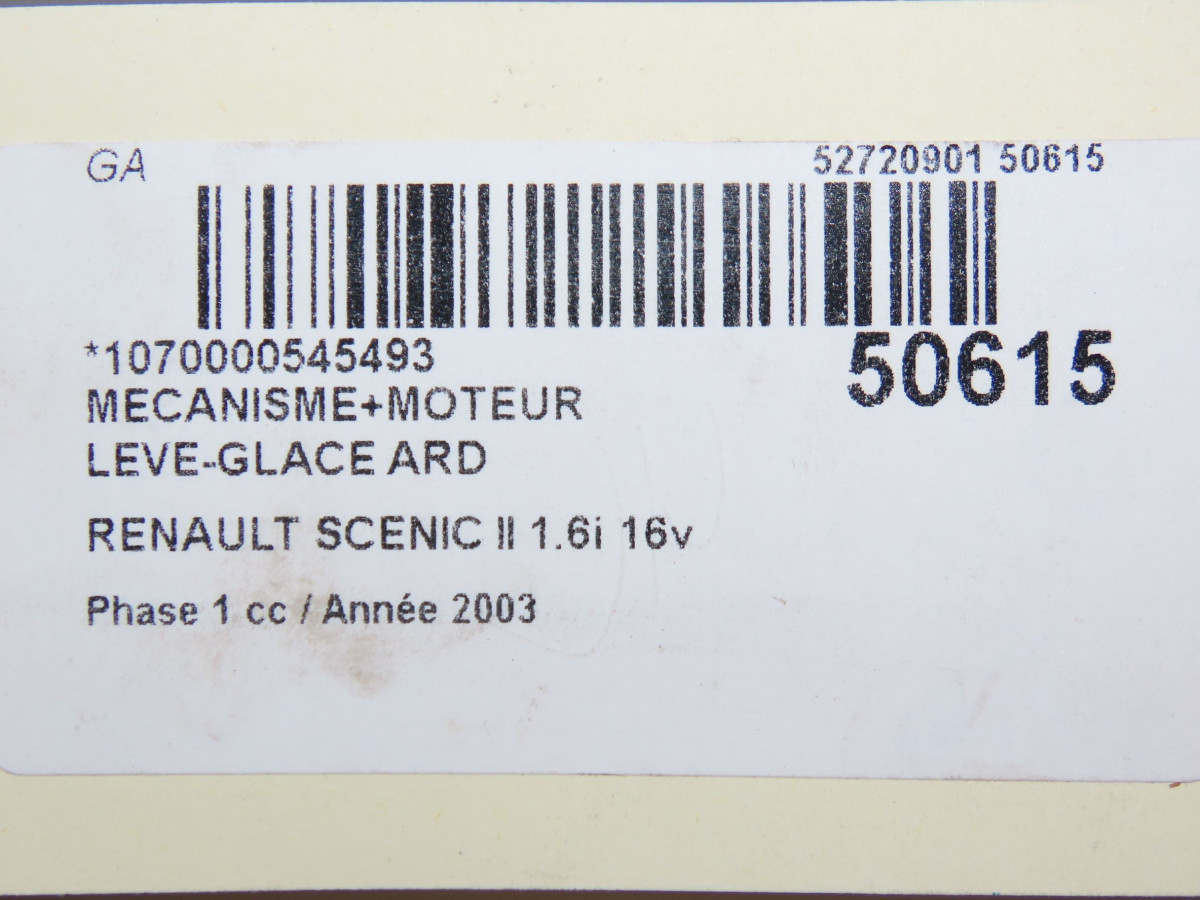 GA
52720901 50615
*1070000545493
50615
MECANISME+MOTEUR
LEVE-GLACE ARD
RENAULT SCENIC II 1.6i 16v
Phase 1 cc / Année 2003